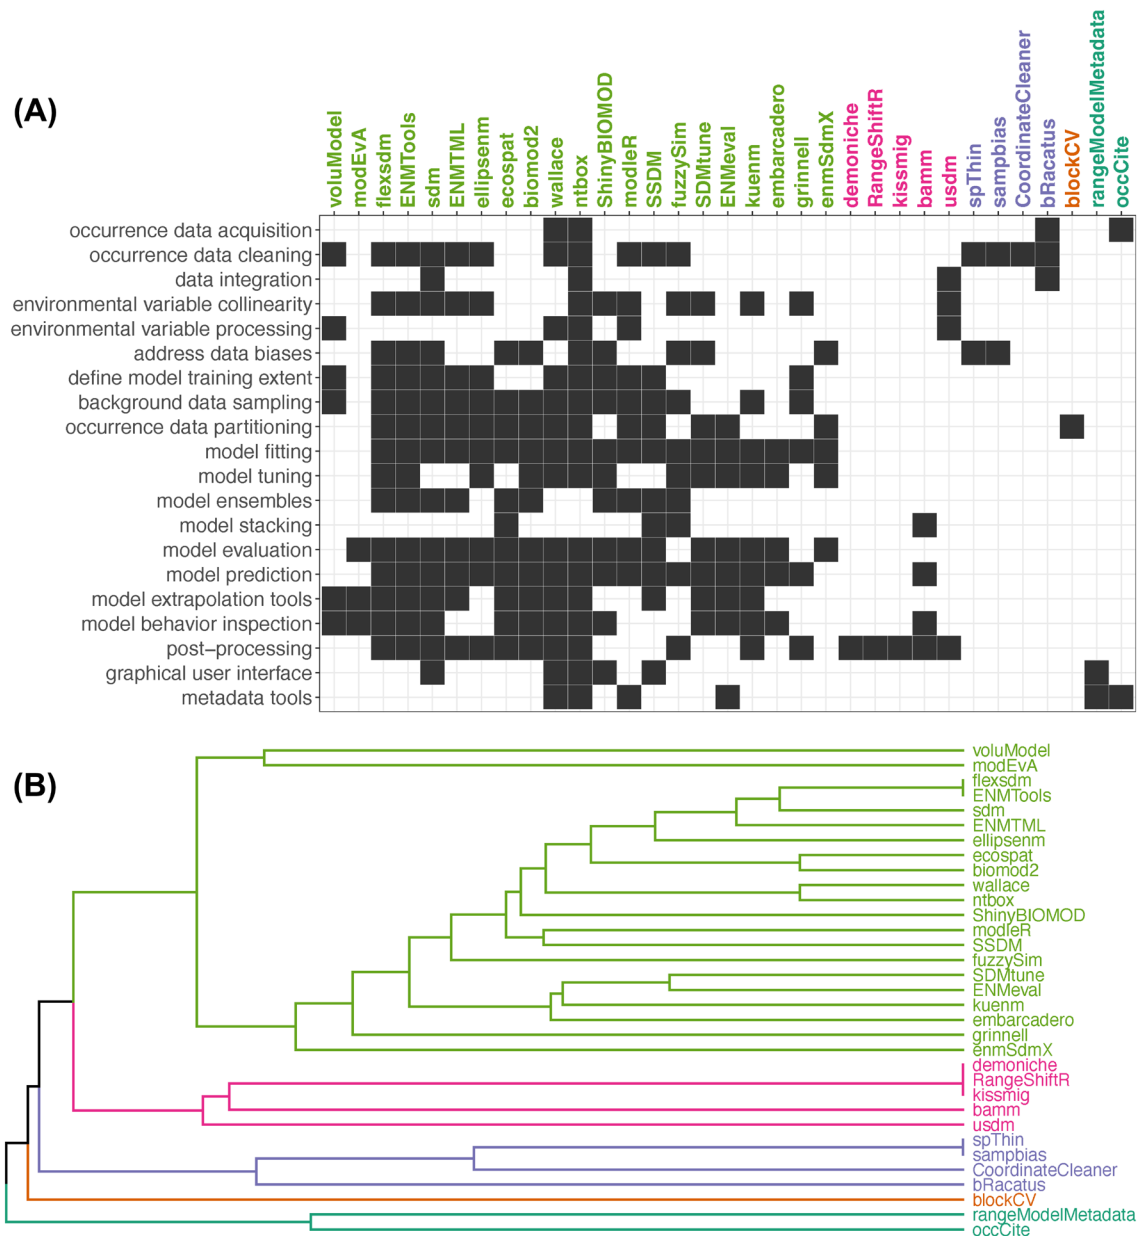 (A)
voluModel
modEvA
flexsdm
ENMTools
sdm
ENMTML
ellipsenm
ecospat
biomod2
wallace
ntbox
ShinyBIOMOD
modleR
SSDM
fuzzySim
SDMtune
ENMeval
kuenm
embarcadero
grinnell
enmSdmX
demoniche
RangeShiftR
kissmig
bamm
usdm
spThin
sampbias
CoordinateCleaner
bRacatus
blockCV
rangeModelMetadata
occCite
occurrence data acquisition
occurrence data cleaning
data integration
environmental variable collinearity
environmental variable processing
address data biases
define model training extent
background data sampling
occurrence data partitioning
model fitting
model tuning
model ensembles
model stacking
model evaluation
model prediction
model extrapolation tools
model behavior inspection
post−processing
graphical user interface
metadata tools
(B)
voluModel
modEvA
flexsdm
ENMTools
sdm
ENMTML
ellipsenm
ecospat
biomod2
wallace
ntbox
ShinyBIOMOD
modleR
SSDM
fuzzySim
SDMtune
ENMeval
kuenm
embarcadero
grinnell
enmSdmX
demoniche
RangeShiftR
kissmig
bamm
usdm
spThin
sampbias
CoordinateCleaner
bRacatus
blockCV
rangeModelMetadata
occCite